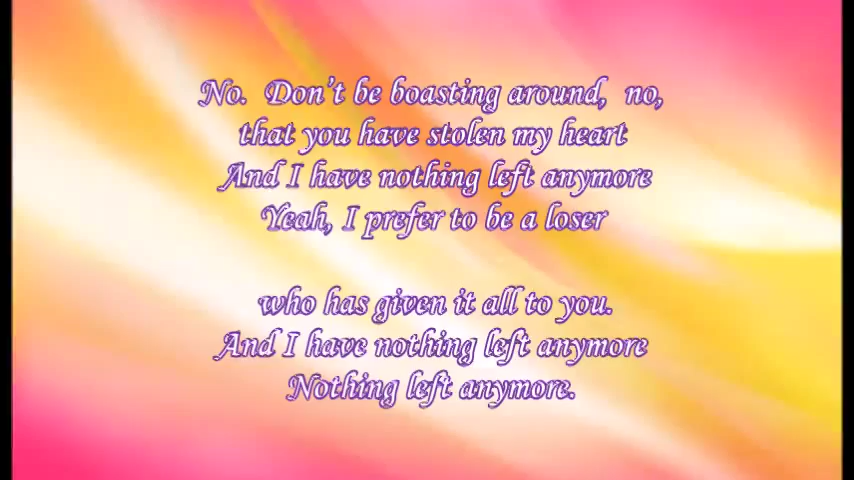 No.  Don't be boasting around,  no,
that you have stolen my heart
And I have nothing left anymore
Yeah, I prefer to be a loser
who has given it all to you.
And I have nothing left anymore
Nothing left anymore.